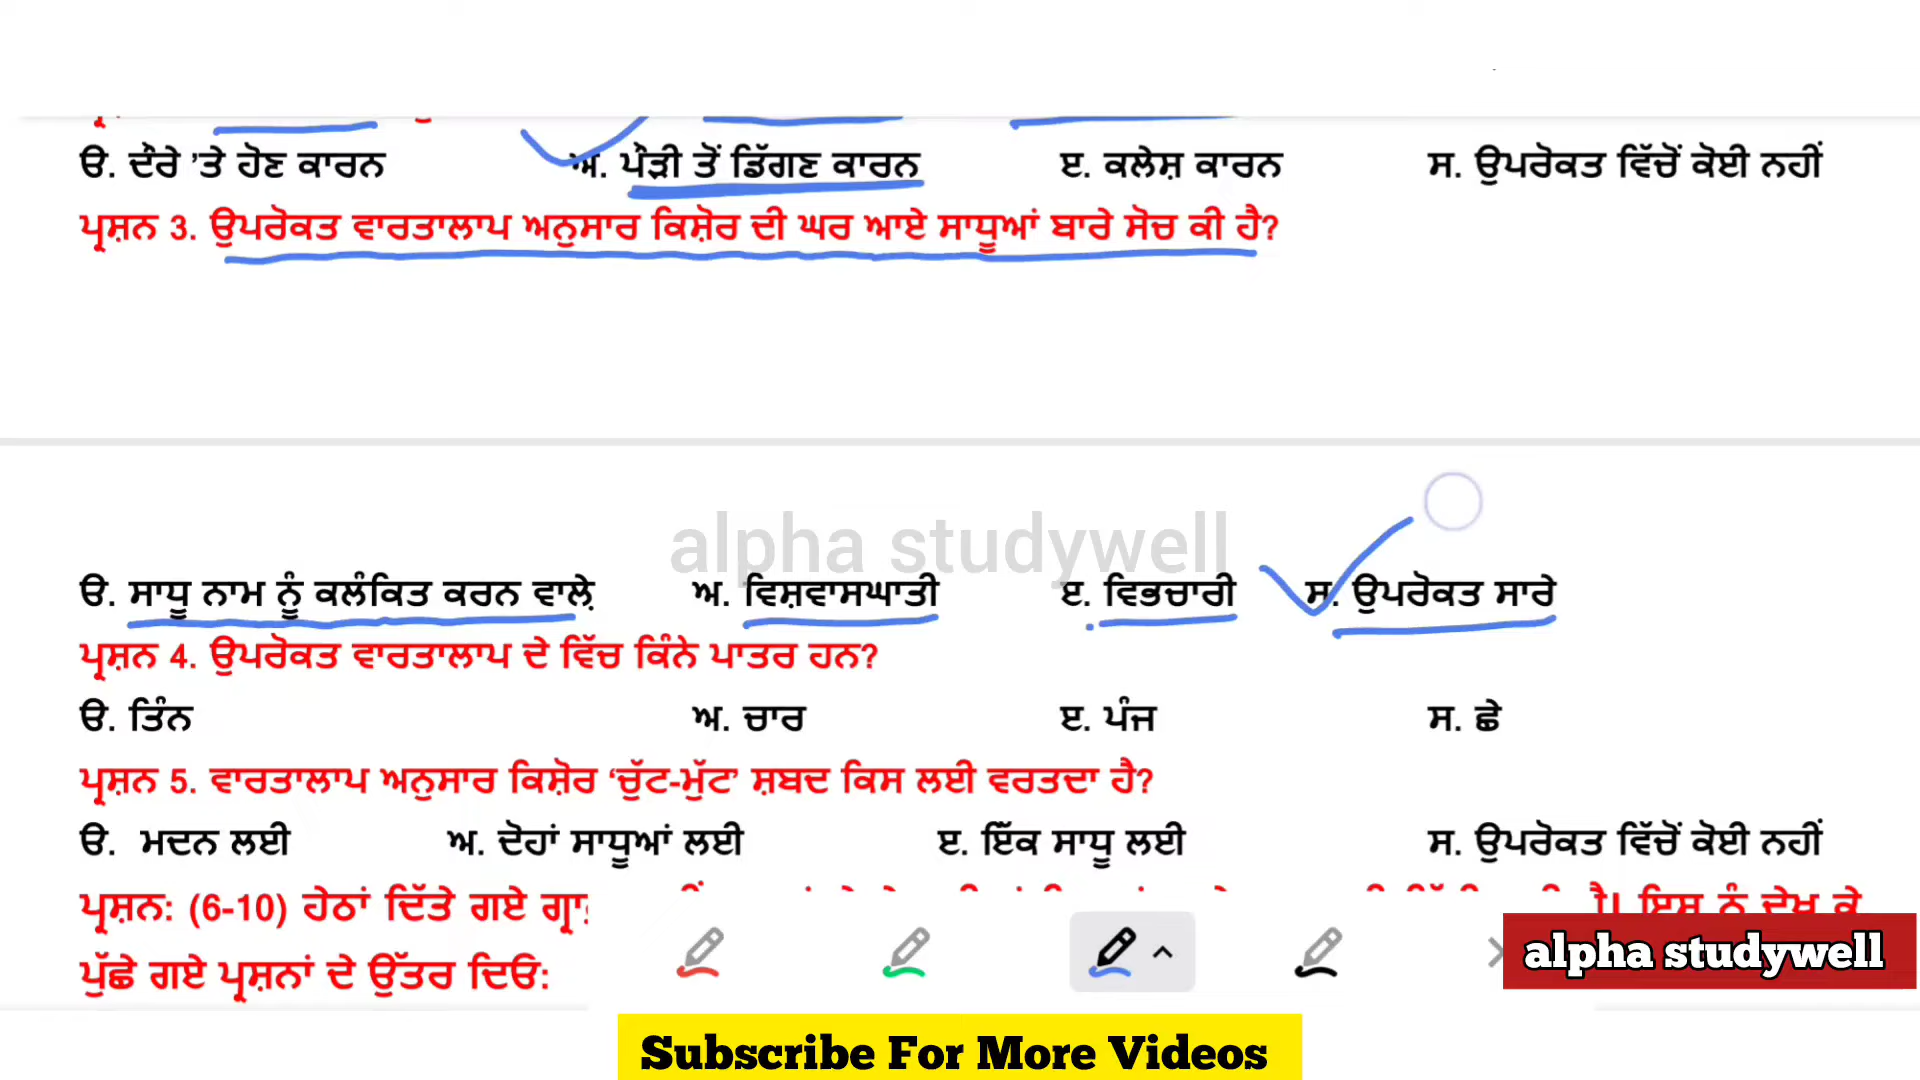 ੳ. ਦੌਰੇ 'ਤੇ ਹੋਣ ਕਾਰਨ ਅ. ਪੌੜੀ ਤੋਂ ਡਿੱਗਣ ਕਾਰਨ ੲ. ਕਲੇਸ਼ ਕਾਰਨ ਸ. ਉਪਰੋਕਤ ਵਿੱਚੋਂ ਕੋਈ ਨਹੀਂ
ਪ੍ਰਸ਼ਨ 3. ਉਪਰੋਕਤ ਵਾਰਤਾਲਾਪ ਅਨੁਸਾਰ ਕਿਸ਼ੋਰ ਦੀ ਘਰ ਆਏ ਸਾਧੂਆਂ ਬਾਰੇ ਸੋਚ ਕੀ ਹੈ?
alpha studywell
ੳ. ਸਾਧੂ ਨਾਮ ਨੂੰ ਕਲੰਕਿਤ ਕਰਨ ਵਾਲੇ਼ ਅ. ਵਿਸ਼ਵਾਸਘਾਤੀ ੲ. ਵਿਭਚਾਰੀ ਸ. ਉਪਰੋਕਤ ਸਾਰੇ
ਪ੍ਰਸ਼ਨ 4. ਉਪਰੋਕਤ ਵਾਰਤਾਲਾਪ ਦੇ ਵਿੱਚ ਕਿੰਨੇ ਪਾਤਰ ਹਨ?
ੳ. ਤਿੰਨ ਅ. ਚਾਰ ੲ. ਪੰਜ ਸ. ਛੇ
ਪ੍ਰਸ਼ਨ 5. ਵਾਰਤਾਲਾਪ ਅਨੁਸਾਰ ਕਿਸ਼ੋਰ 'ਚੁੱਟ-ਮੁੱਟ' ਸ਼ਬਦ ਕਿਸ ਲਈ ਵਰਤਦਾ ਹੈ?
ੳ. ਮਦਨ ਲਈ ਅ. ਦੋਹਾਂ ਸਾਧੂਆਂ ਲਈ ੲ. ਇੱਕ ਸਾਧੂ ਲਈ ਸ. ਉਪਰੋਕਤ ਵਿੱਚੋਂ ਕੋਈ ਨਹੀਂ
ਪ੍ਰਸ਼ਨ: (6-10) ਹੇਠਾਂ ਦਿੱਤੇ ਗਏ ਇਸ ਨੂੰ ਦੇਖ ਕੇ
ਪੁੱਛੇ ਗਏ ਪ੍ਰਸ਼ਨਾਂ ਦੇ ਉੱਤਰ ਦਿਓ:
alpha studywell
Subscribe For More Videos